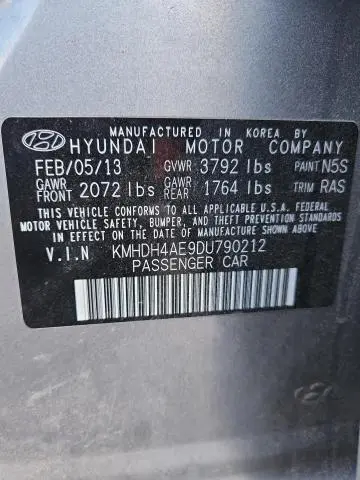 MANUFACTURED IN KOREA BY
HYUNDAI MOTOR COMPANY
FEB/05/13 GVWR 3792 lbs PAINT N5S
GAWR FRONT 2072 lbs GAWR REAR 1764 lbs TRIM RAS
THIS VEHICLE CONFORMS TO ALL APPLICABLE U.S.A. FEDERAL
MOTOR VEHICLE SAFETY, BUMPER, AND THEFT PREVENTION
STANDARDS IN EFFECT ON THE DATE OF MANUFACTURE SHOWN ABOVE.
V.I.N KMHDH4AE9DU790212
PASSENGER CAR